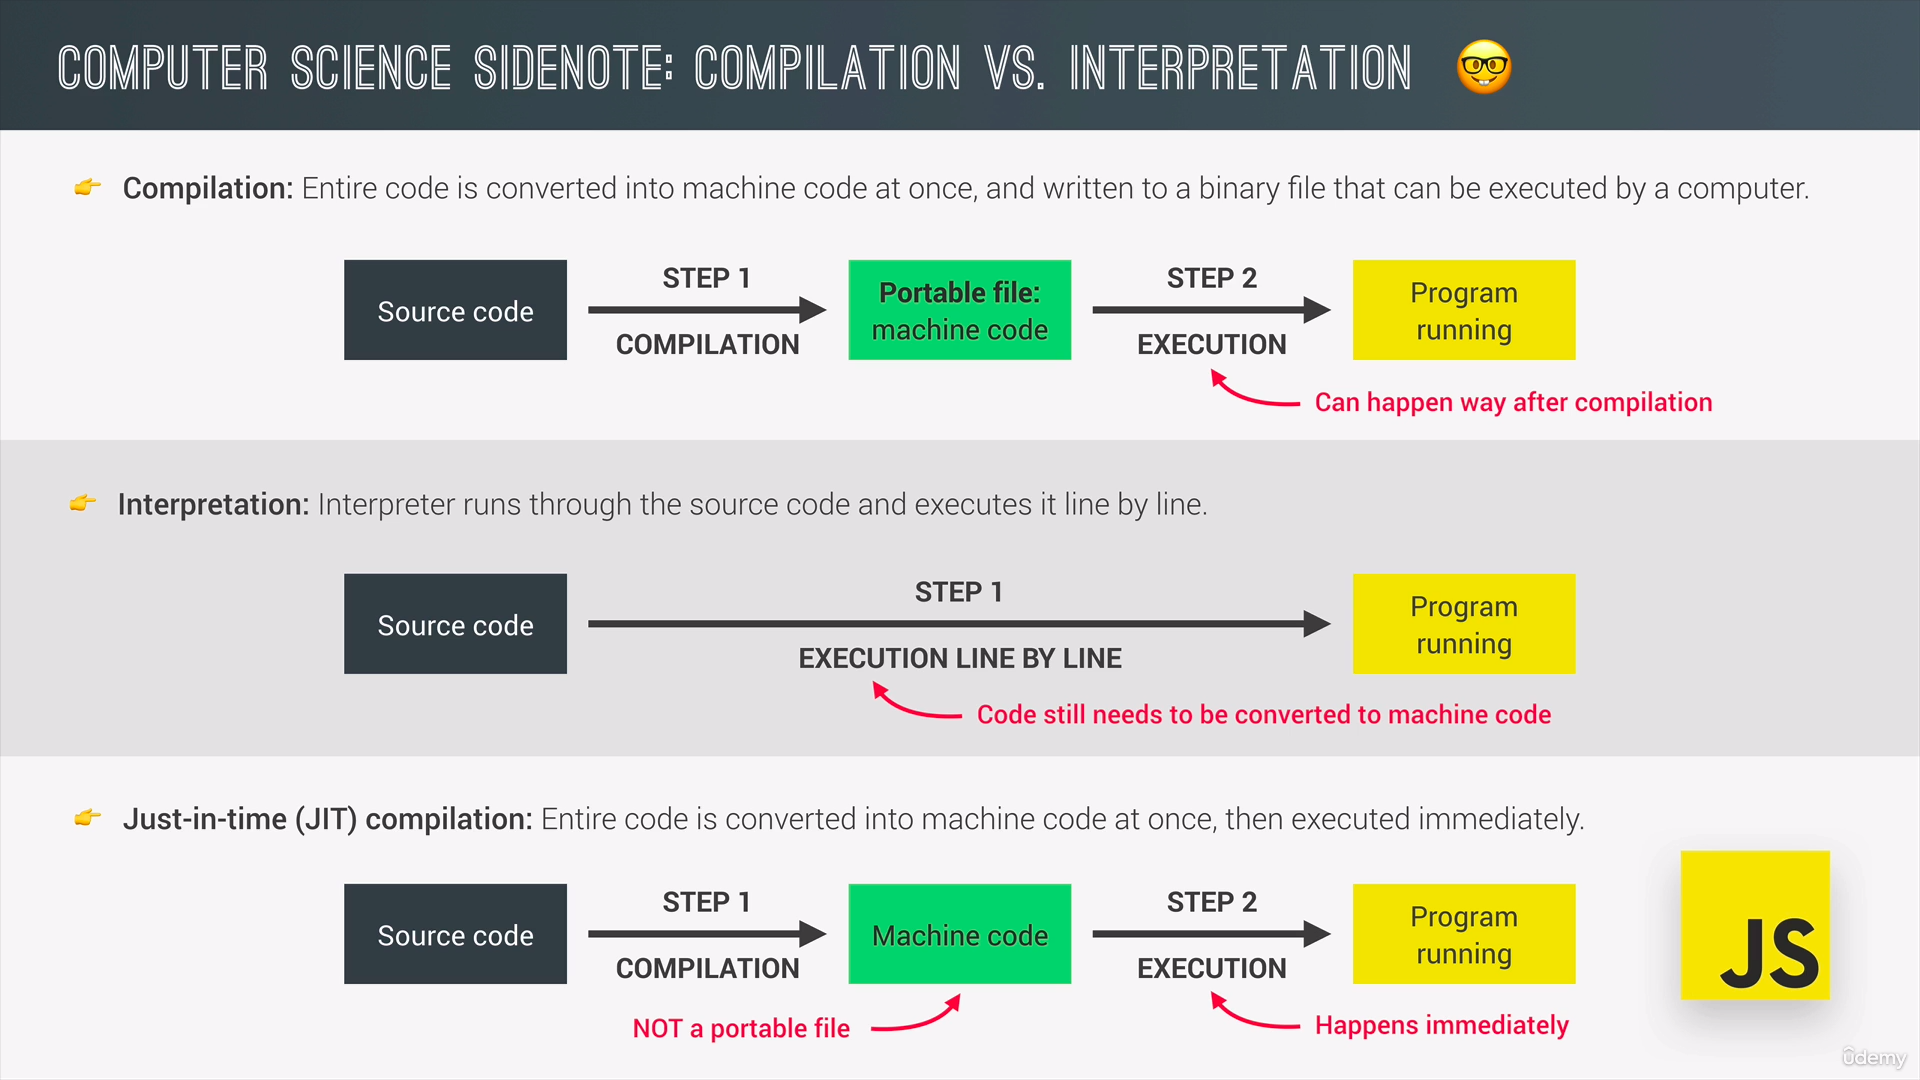 COMPUTER SCIENCE SIDENOTE: COMPILATION VS. INTERPRETATION
Compilation: Entire code is converted into machine code at once, and written to a binary file that can be executed by a computer.
Source code
STEP 1
COMPILATION
Portable file:
machine code
STEP 2
EXECUTION
Program
running
Can happen way after compilation
Interpretation: Interpreter runs through the source code and executes it line by line.
Source code
STEP 1
EXECUTION LINE BY LINE
Program
running
Code still needs to be converted to machine code
Just-in-time (JIT) compilation: Entire code is converted into machine code at once, then executed immediately.
Source code
STEP 1
COMPILATION
Machine code
STEP 2
EXECUTION
Program
running
JS
NOT a portable file
Happens immediately
ûdemy